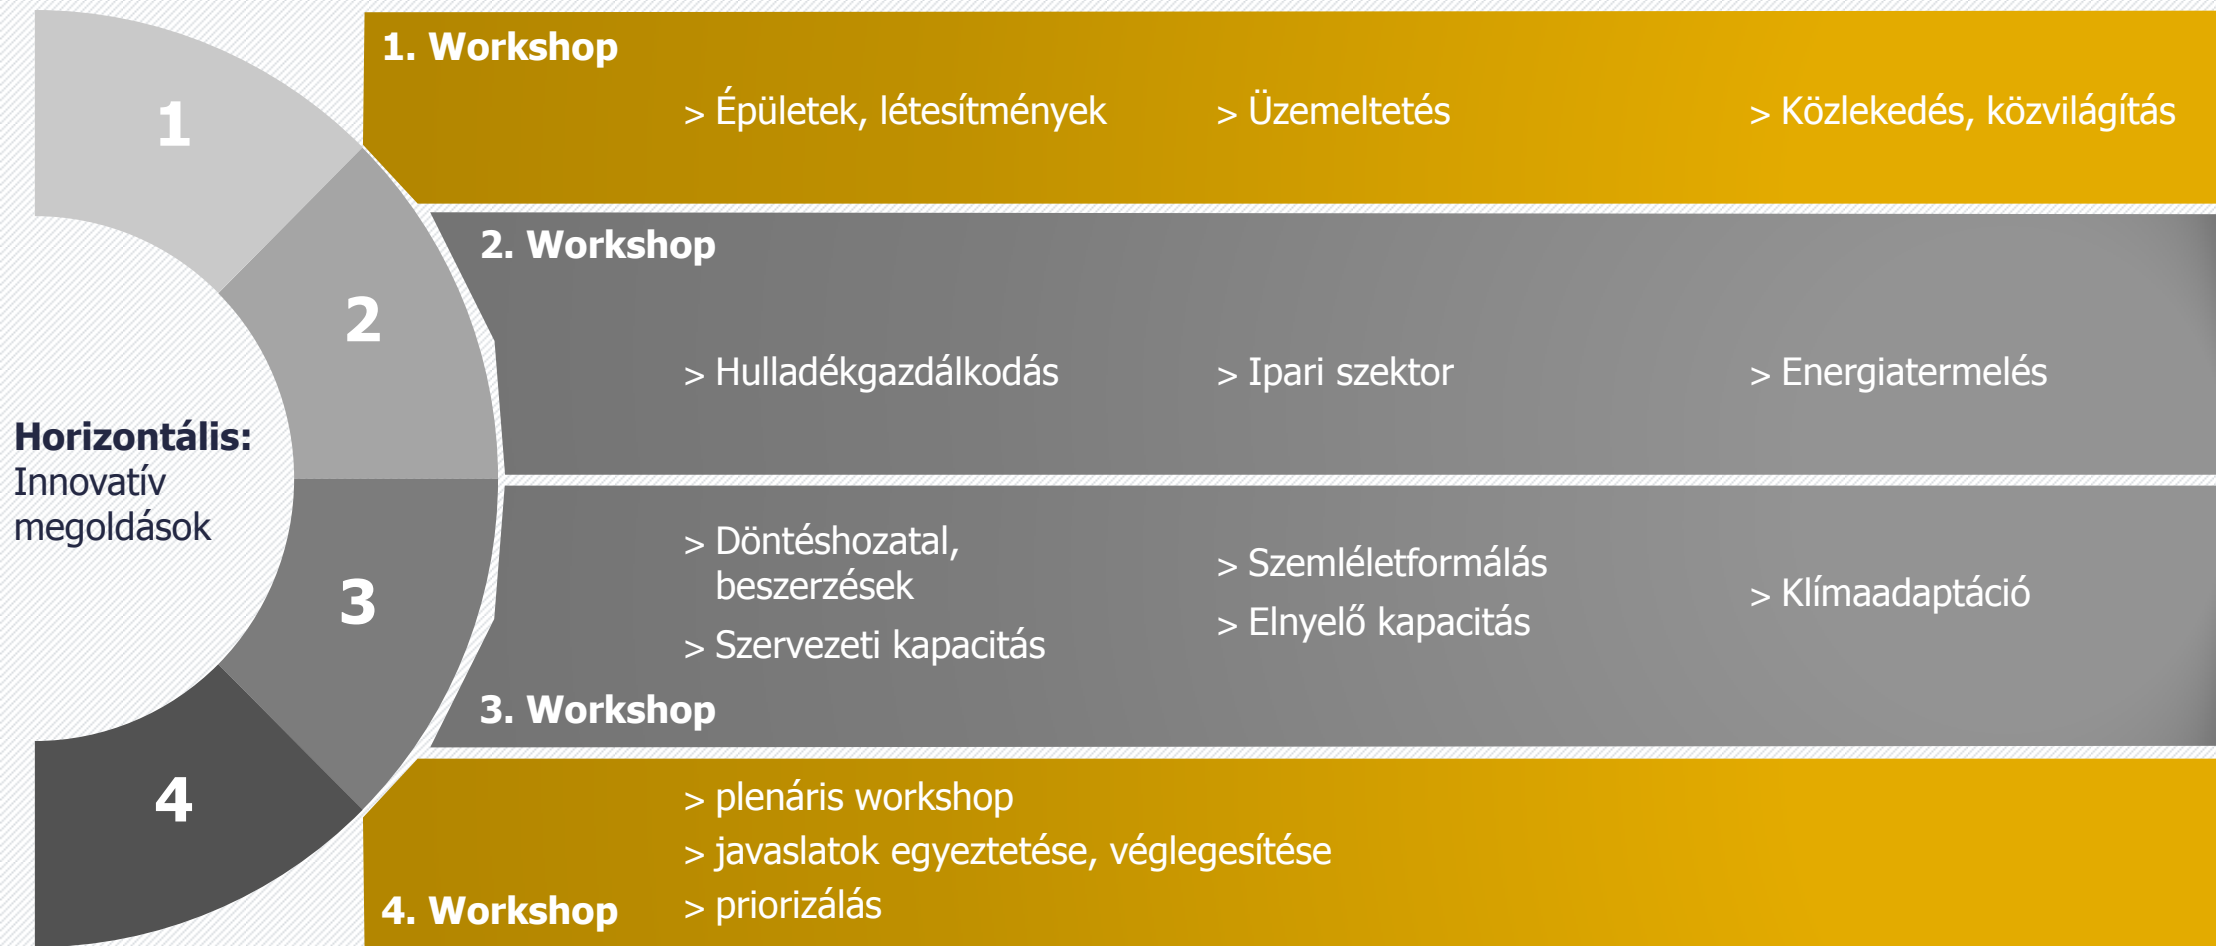 1
2
3
4
Horizontális:
Innovatív
megoldások
1. Workshop
> Épületek, létesítmények
> Üzemeltetés
> Közlekedés, közvilágítás
2. Workshop
> Hulladékgazdálkodás
> Ipari szektor
> Energiatermelés
> Döntéshozatal,
beszerzések
> Szervezeti kapacitás
> Szemléletformálás
> Elnyelő kapacitás
> Klímaadaptáció
3. Workshop
> plenáris workshop
> javaslatok egyeztetése, véglegesítése
> priorizálás
4. Workshop